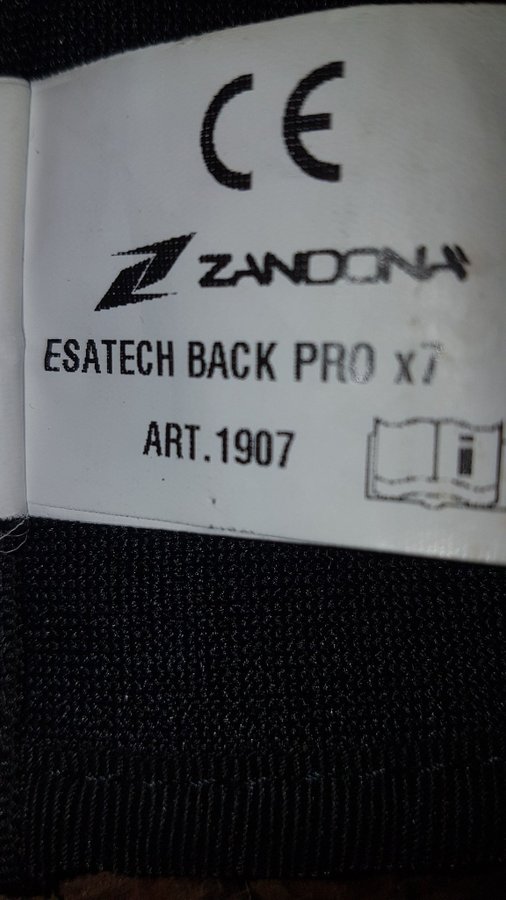 CE
ZANDONA
ESATECH BACK PRO x7
ART.1907
i